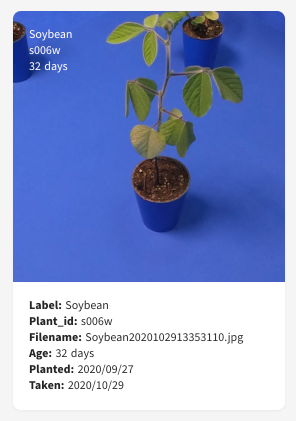 Soybean
s006w
32 days
Label: Soybean
Plant_id: s006w
Filename: Soybean2020102913353110.jpg
Age: 32 days
Planted: 2020/09/27
Taken: 2020/10/29